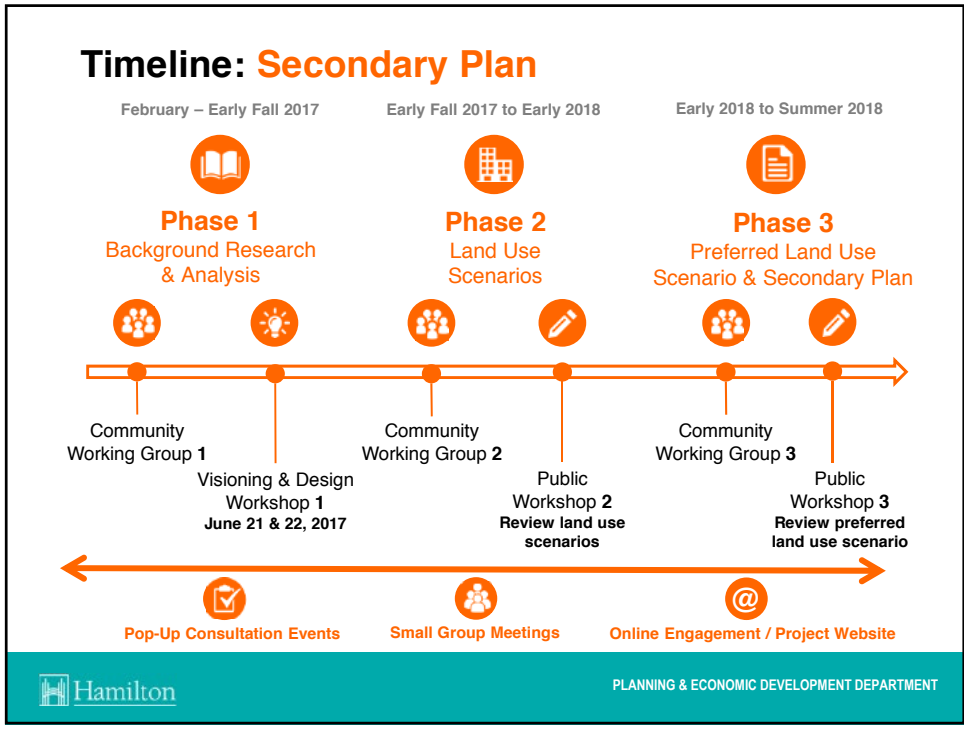 Timeline: Secondary Plan
February – Early Fall 2017
Early Fall 2017 to Early 2018
Early 2018 to Summer 2018
Phase 1
Background Research
& Analysis
Phase 2
Land Use
Scenarios
Phase 3
Preferred Land Use
Scenario & Secondary Plan
Community
Working Group 1
Visioning & Design
Workshop 1
June 21 & 22, 2017
Community
Working Group 2
Public
Workshop 2
Review land use
scenarios
Community
Working Group 3
Public
Workshop 3
Review preferred
land use scenario
@
Pop-Up Consultation Events
Small Group Meetings
Online Engagement / Project Website
Hamilton
PLANNING & ECONOMIC DEVELOPMENT DEPARTMENT